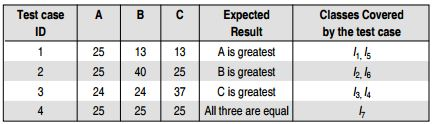 Test case ID A B C Expected Result Classes Covered by the test case
1 25 13 13 A is greatest I1, I5
2 25 40 25 B is greatest I2, I6
3 24 24 37 C is greatest I3, I4
4 25 25 25 All three are equal I7